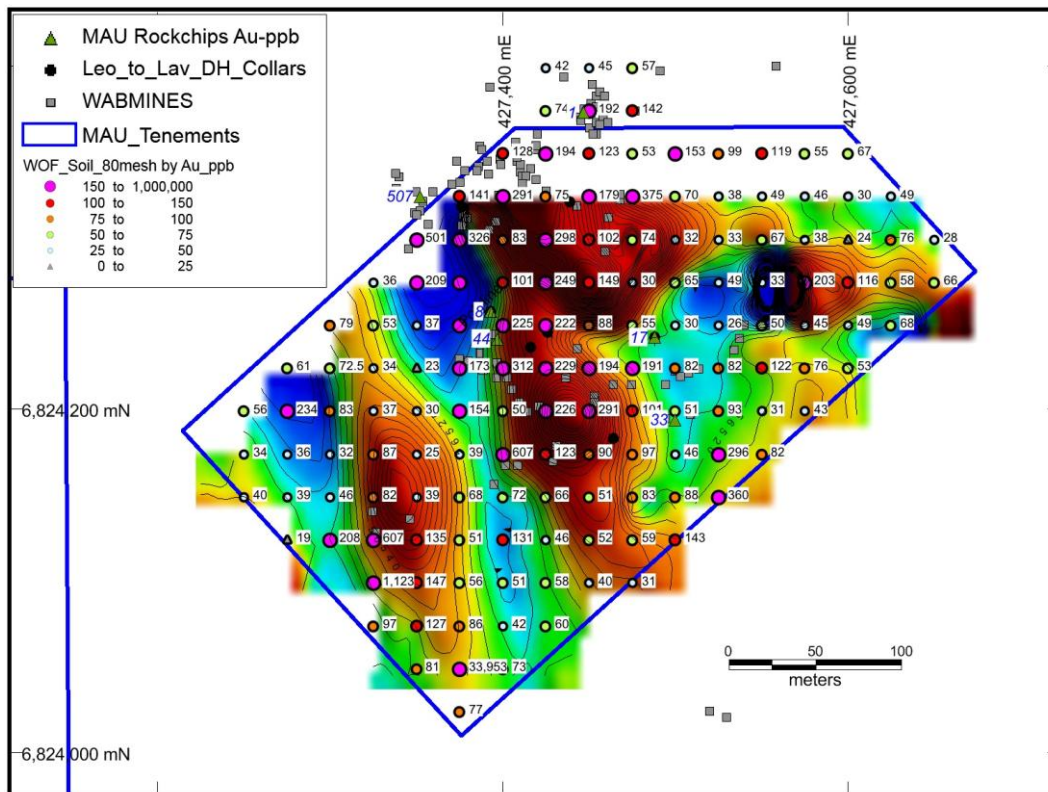 MAU Rockchips Au-ppb
Leo_to_Lav_DH_Collars
WABMINES
MAU_Tenements
WOF_Soil_80mesh by Au_ppb
150 to 1,000,000
100 to 150
75 to 100
50 to 75
25 to 50
0 to 25
427,400 mE
427,600 mE
42 45 57
74 1 192 142
128 194 123 53 153 99 119 55 67
507 141 291 75 179 375 70 38 49 46 30 49
501 326 83 298 102 74 32 33 67 38 24 76 28
36 209 101 249 149 30 65 49 33 203 116 58 66
8
79 53 37 225 222 88 55 30 26 50 45 49 68
44 17
61 72.5 34 23 173 312 229 194 191 82 82 122 76 53
6,824,200 mN
56 234 83 37 30 154 50 226 291 101 51 93 31 43
33
34 36 32 87 25 39 607 123 90 97 46 296 82
40 39 46 82 39 68 72 66 51 83 88 360
19 208 607 135 51 131 46 52 59 143
1,123 147 56 51 58 40 31
97 127 86 42 60
81 33,953 73
0 50 100
meters
77
6,824,000 mN